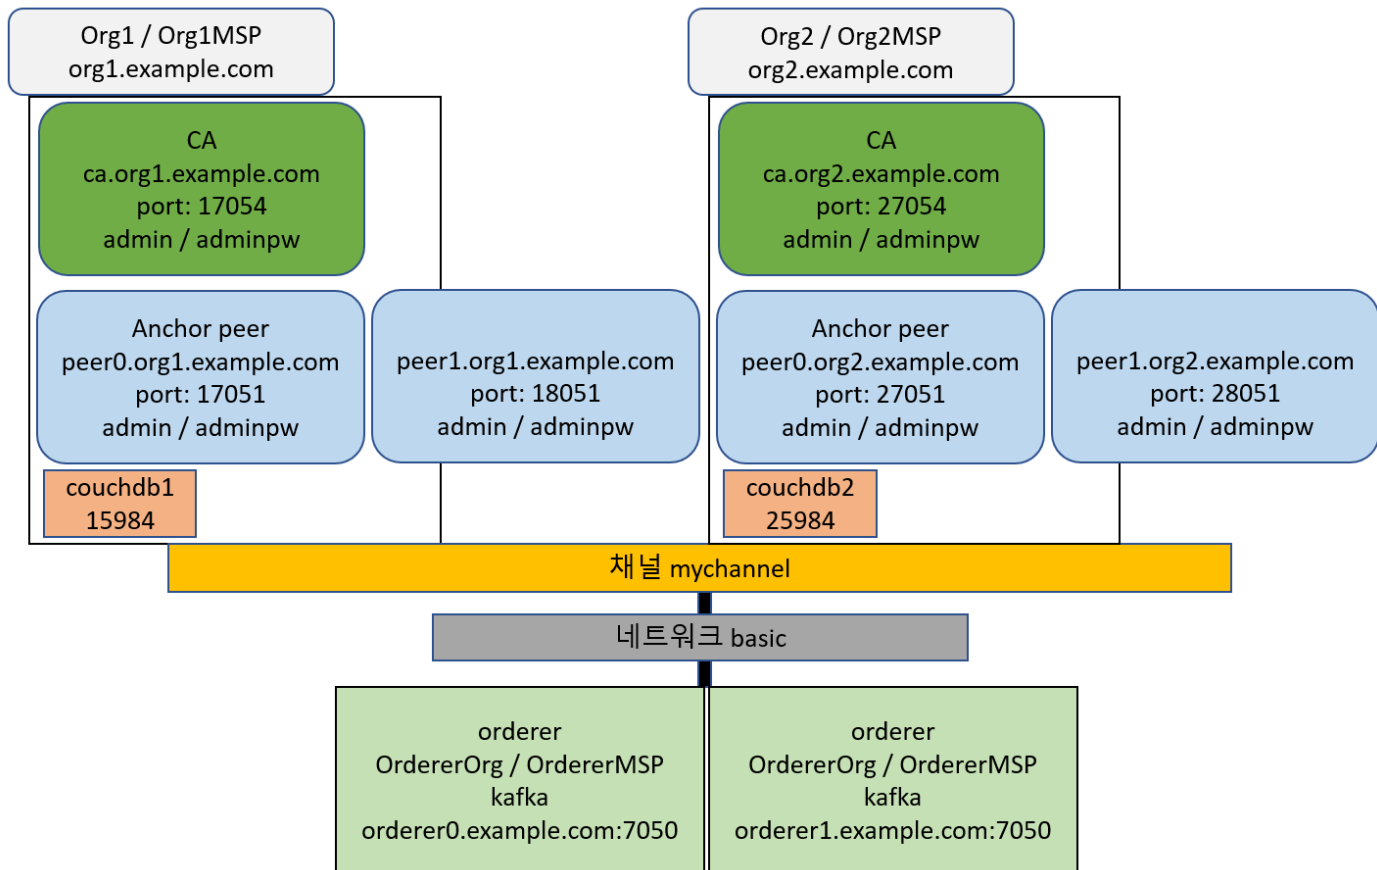 Org1 / Org1MSP
org1.example.com
Org2 / Org2MSP
org2.example.com
CA
ca.org1.example.com
port: 17054
admin / adminpw
CA
ca.org2.example.com
port: 27054
admin / adminpw
Anchor peer
peer0.org1.example.com
port: 17051
admin / adminpw
peer1.org1.example.com
port: 18051
admin / adminpw
Anchor peer
peer0.org2.example.com
port: 27051
admin / adminpw
peer1.org2.example.com
port: 28051
admin / adminpw
couchdb1
15984
couchdb2
25984
채널 mychannel
네트워크 basic
orderer
OrdererOrg / OrdererMSP
kafka
orderer0.example.com:7050
orderer
OrdererOrg / OrdererMSP
kafka
orderer1.example.com:7050